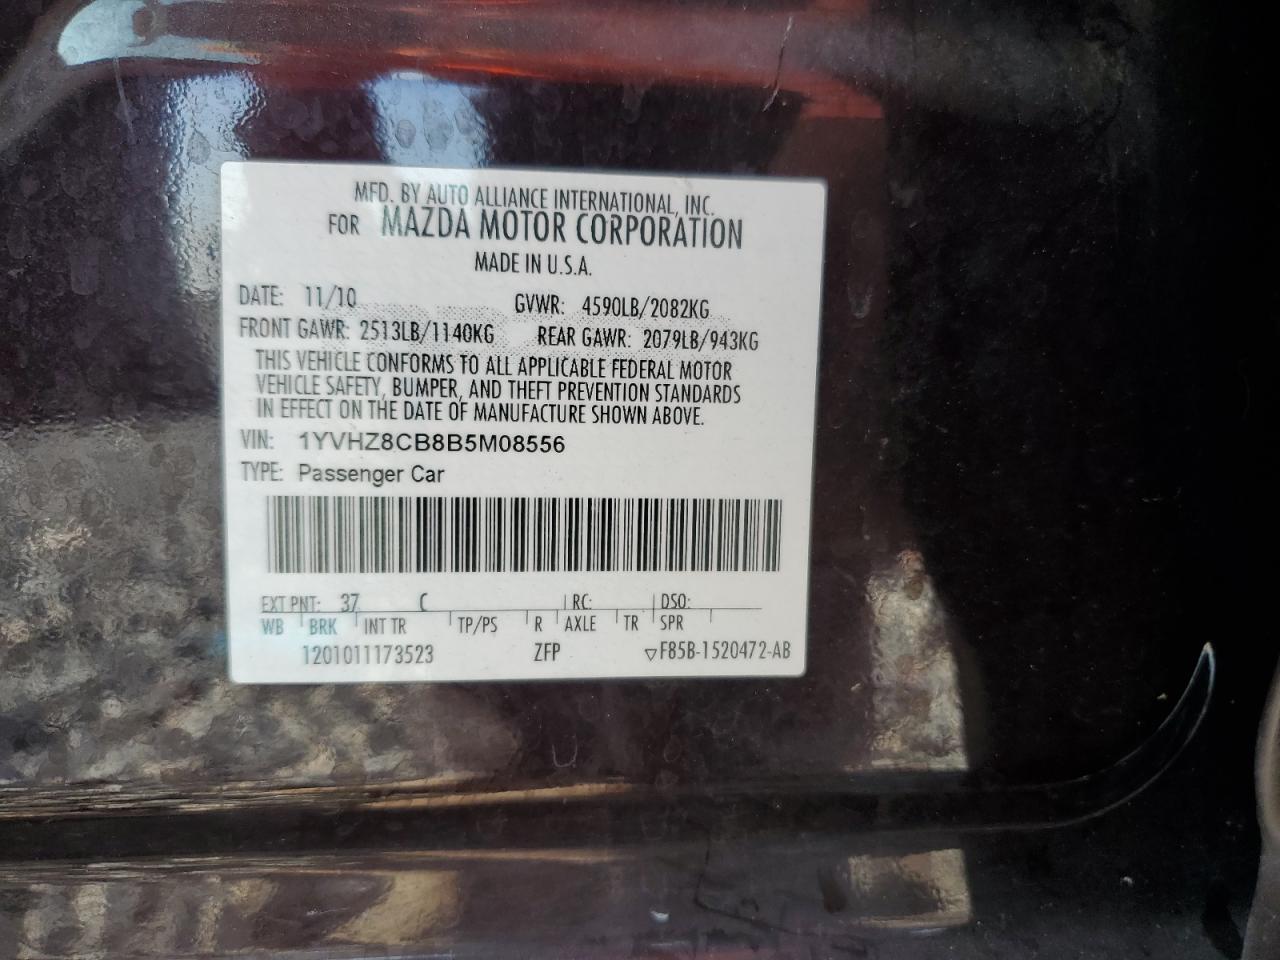 MFD. BY AUTO ALLIANCE INTERNATIONAL, INC.
FOR MAZDA MOTOR CORPORATION
MADE IN U.S.A.
DATE: 11/10 GVWR: 4590LB/2082KG
FRONT GAWR: 2513LB/1140KG REAR GAWR: 2079LB/943KG
THIS VEHICLE CONFORMS TO ALL APPLICABLE FEDERAL MOTOR
VEHICLE SAFETY, BUMPER, AND THEFT PREVENTION STANDARDS
IN EFFECT ON THE DATE OF MANUFACTURE SHOWN ABOVE.
VIN: 1YVHZ8CB8B5M08556
TYPE: Passenger Car
EXT PNT: 37 C RC: DSO:
WB BRK INT TR TP/PS R AXLE TR SPR
1201011173523 ZFP ▽F85B-1520472-AB